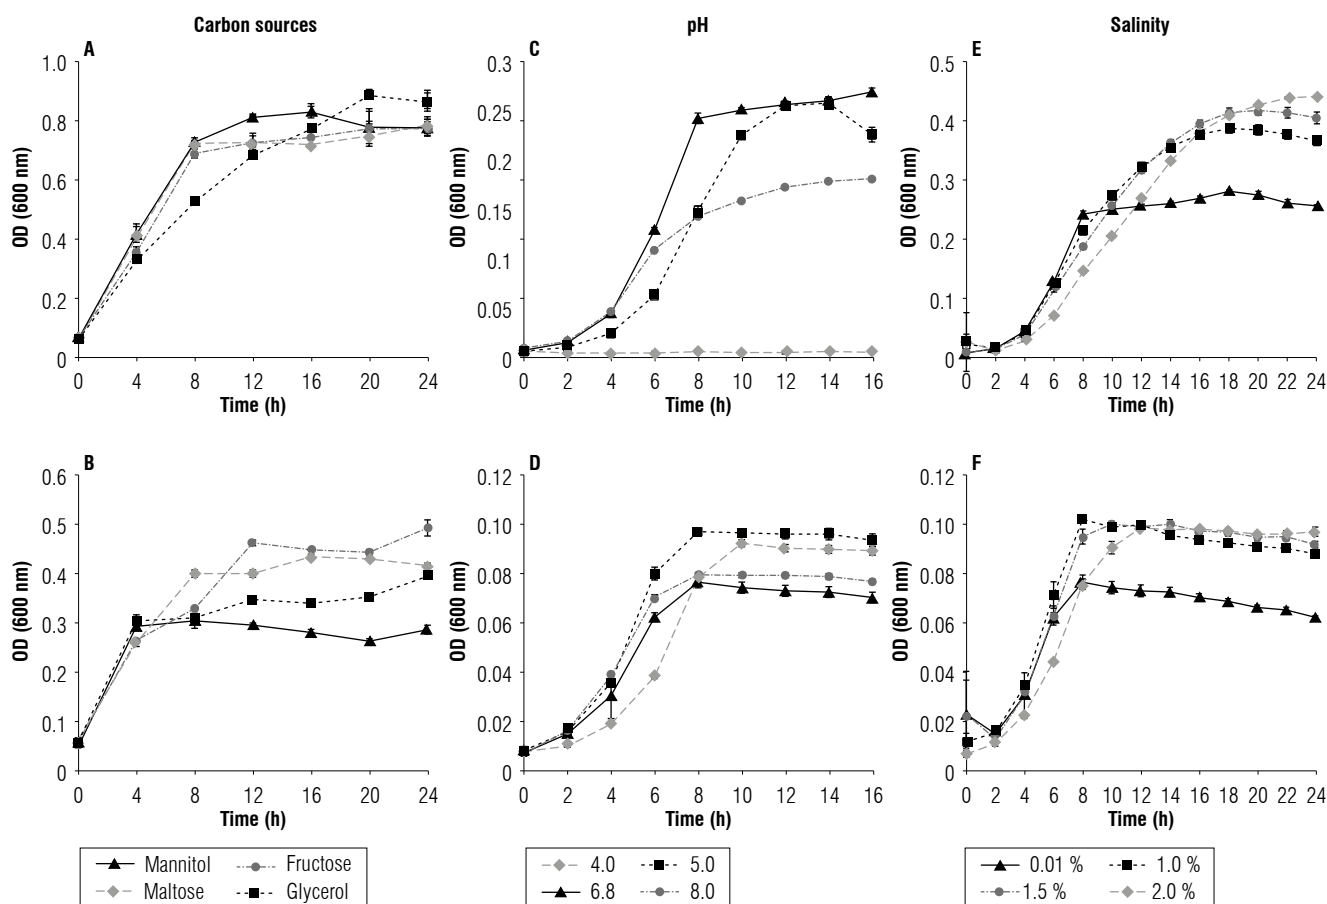 Carbon sources
A
1.0
0.8
0.6
0.4
0.2
0
OD (600 nm)
0 4 8 12 16 20 24
Time (h)
pH
C
0.3
0.25
0.15
0.1
0.05
0
OD (600 nm)
0 2 4 6 8 10 12 14 16
Time (h)
Salinity
E
0.5
0.4
0.3
0.2
0.1
0
OD (600 nm)
0 2 4 6 8 10 12 14 16 18 20 22 24
Time (h)
B
0.6
0.5
0.4
0.3
0.2
0.1
0
OD (600 nm)
0 4 8 12 16 20 24
Time (h)
D
0.12
0.10
0.08
0.06
0.04
0.02
0
OD (600 nm)
0 2 4 6 8 10 12 14 16
Time (h)
F
0.12
0.10
0.08
0.06
0.04
0.02
0
OD (600 nm)
0 2 4 6 8 10 12 14 16 18 20 22 24
Time (h)
Mannitol Fructose
Maltose Glycerol
4.0 5.0
6.8 8.0
0.01 % 1.0 %
1.5 % 2.0 %